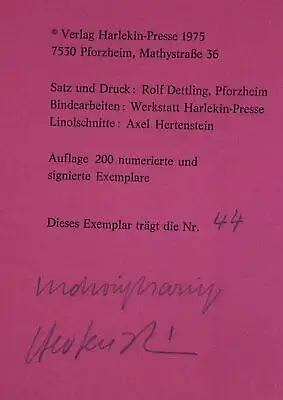 © Verlag Harlekin-Presse 1975
7530 Pforzheim, Mathystraße 36
Satz und Druck: Rolf Dettling, Pforzheim
Bindearbeiten: Werkstatt Harlekin-Presse
Linolschnitte: Axel Hertenstein
Auflage 200 numerierte und
signierte Exemplare
Dieses Exemplar trägt die Nr. 44